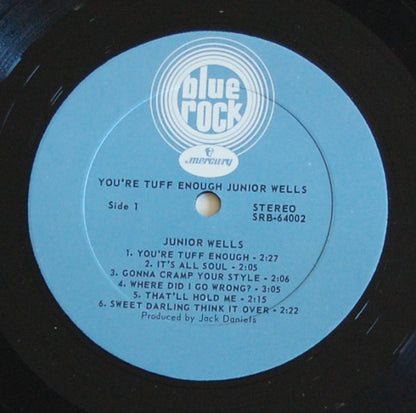 blue
rock
mercury
YOU'RE TUFF ENOUGH JUNIOR WELLS
Side 1
STEREO
SRB-64002
JUNIOR WELLS
1. YOU'RE TUFF ENOUGH - 2:27
2. IT'S ALL SOUL - 2:05
3. GONNA CRAMP YOUR STYLE - 2:06
4. WHERE DID I GO WRONG? - 3:05
5. THAT'LL HOLD ME - 2:15
6. SWEET DARLING THINK IT OVER - 2:22
Produced by Jack Daniels